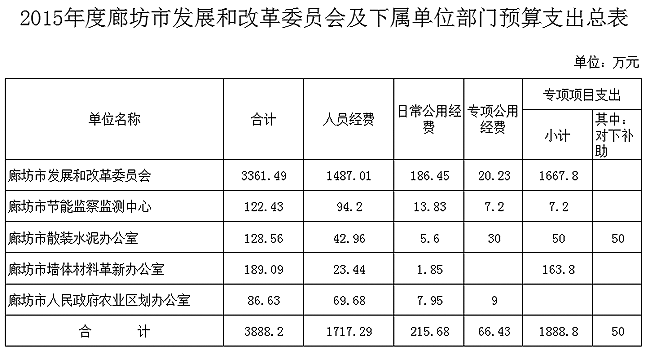 2015年度廊坊市发展和改革委员会及下属单位部门预算支出总表
单位：万元
单位名称 合计 人员经费 日常公用经费 专项公用经费 专项项目支出
小计 其中：对下补助
廊坊市发展和改革委员会 3361.49 1487.01 186.45 20.23 1667.8
廊坊市节能监察监测中心 122.43 94.2 13.83 7.2 7.2
廊坊市散装水泥办公室 128.56 42.96 5.6 30 50 50
廊坊市墙体材料革新办公室 189.09 23.44 1.85 163.8
廊坊市人民政府农业区划办公室 86.63 69.68 7.95 9
合 计 3888.2 1717.29 215.68 66.43 1888.8 50